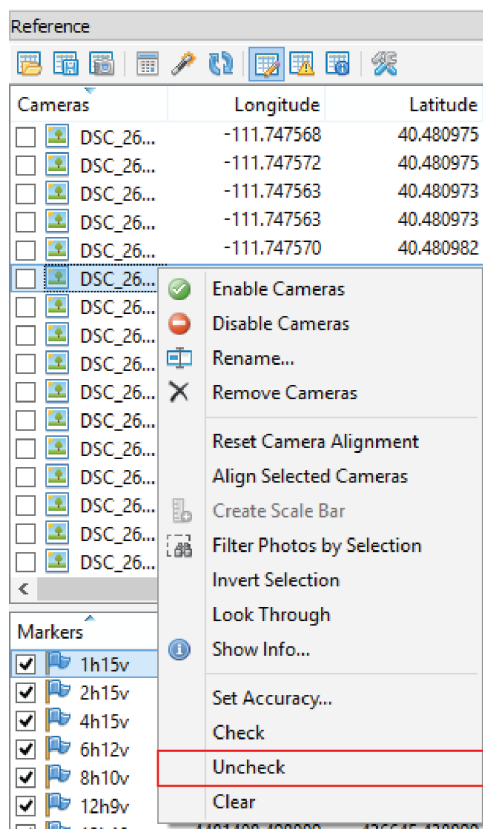 Reference
Cameras Longitude Latitude
DSC_26... -111.747568 40.480975
DSC_26... -111.747572 40.480975
DSC_26... -111.747563 40.480973
DSC_26... -111.747563 40.480973
DSC_26... -111.747570 40.480982
DSC_26...
DSC_26...
DSC_26...
DSC_26...
DSC_26...
DSC_26...
DSC_26...
DSC_26...
DSC_26...
DSC_26...
DSC_26...
Enable Cameras
Disable Cameras
Rename...
Remove Cameras
Reset Camera Alignment
Align Selected Cameras
Create Scale Bar
Filter Photos by Selection
Invert Selection
Look Through
Show Info...
Set Accuracy...
Check
Uncheck
Clear
Markers
1h15v
2h15v
4h15v
6h12v
8h10v
12h9v